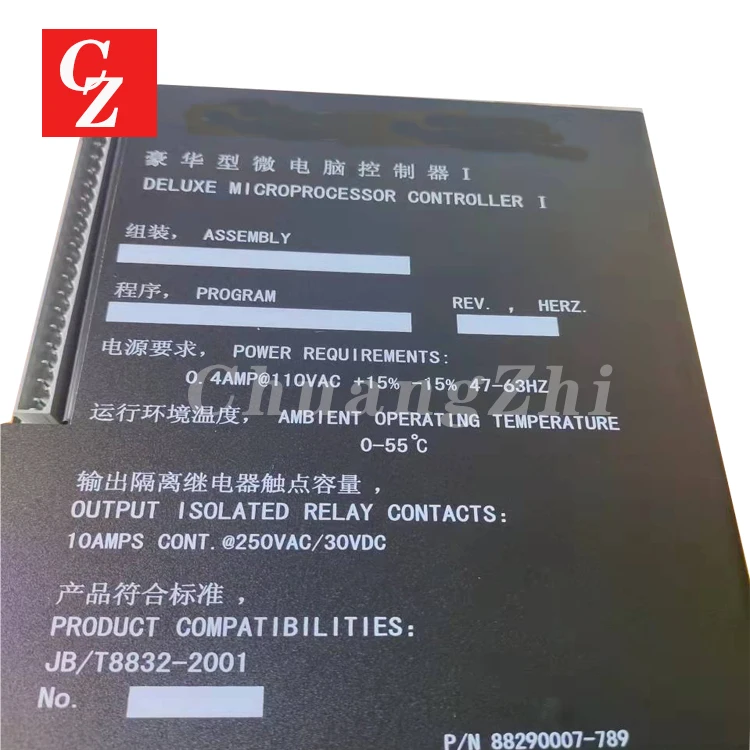 CZ
豪华型微电脑控制器 I
DELUXE MICROPROCESSOR CONTROLLER I
组装， ASSEMBLY
程序， PROGRAM
REV. , HERZ.
电源要求， POWER REQUIREMENTS:
0.4AMP@110VAC +15% -15% 47-63HZ
ChuangZhi
运行环境温度， AMBIENT OPERATING TEMPERATURE
0-55℃
输出隔离继电器触点容量，
OUTPUT ISOLATED RELAY CONTACTS:
10AMPS CONT.@250VAC/30VDC
产品符合标准，
PRODUCT COMPATIBILITIES:
JB/T8832-2001
No.
P/N 88290007-789